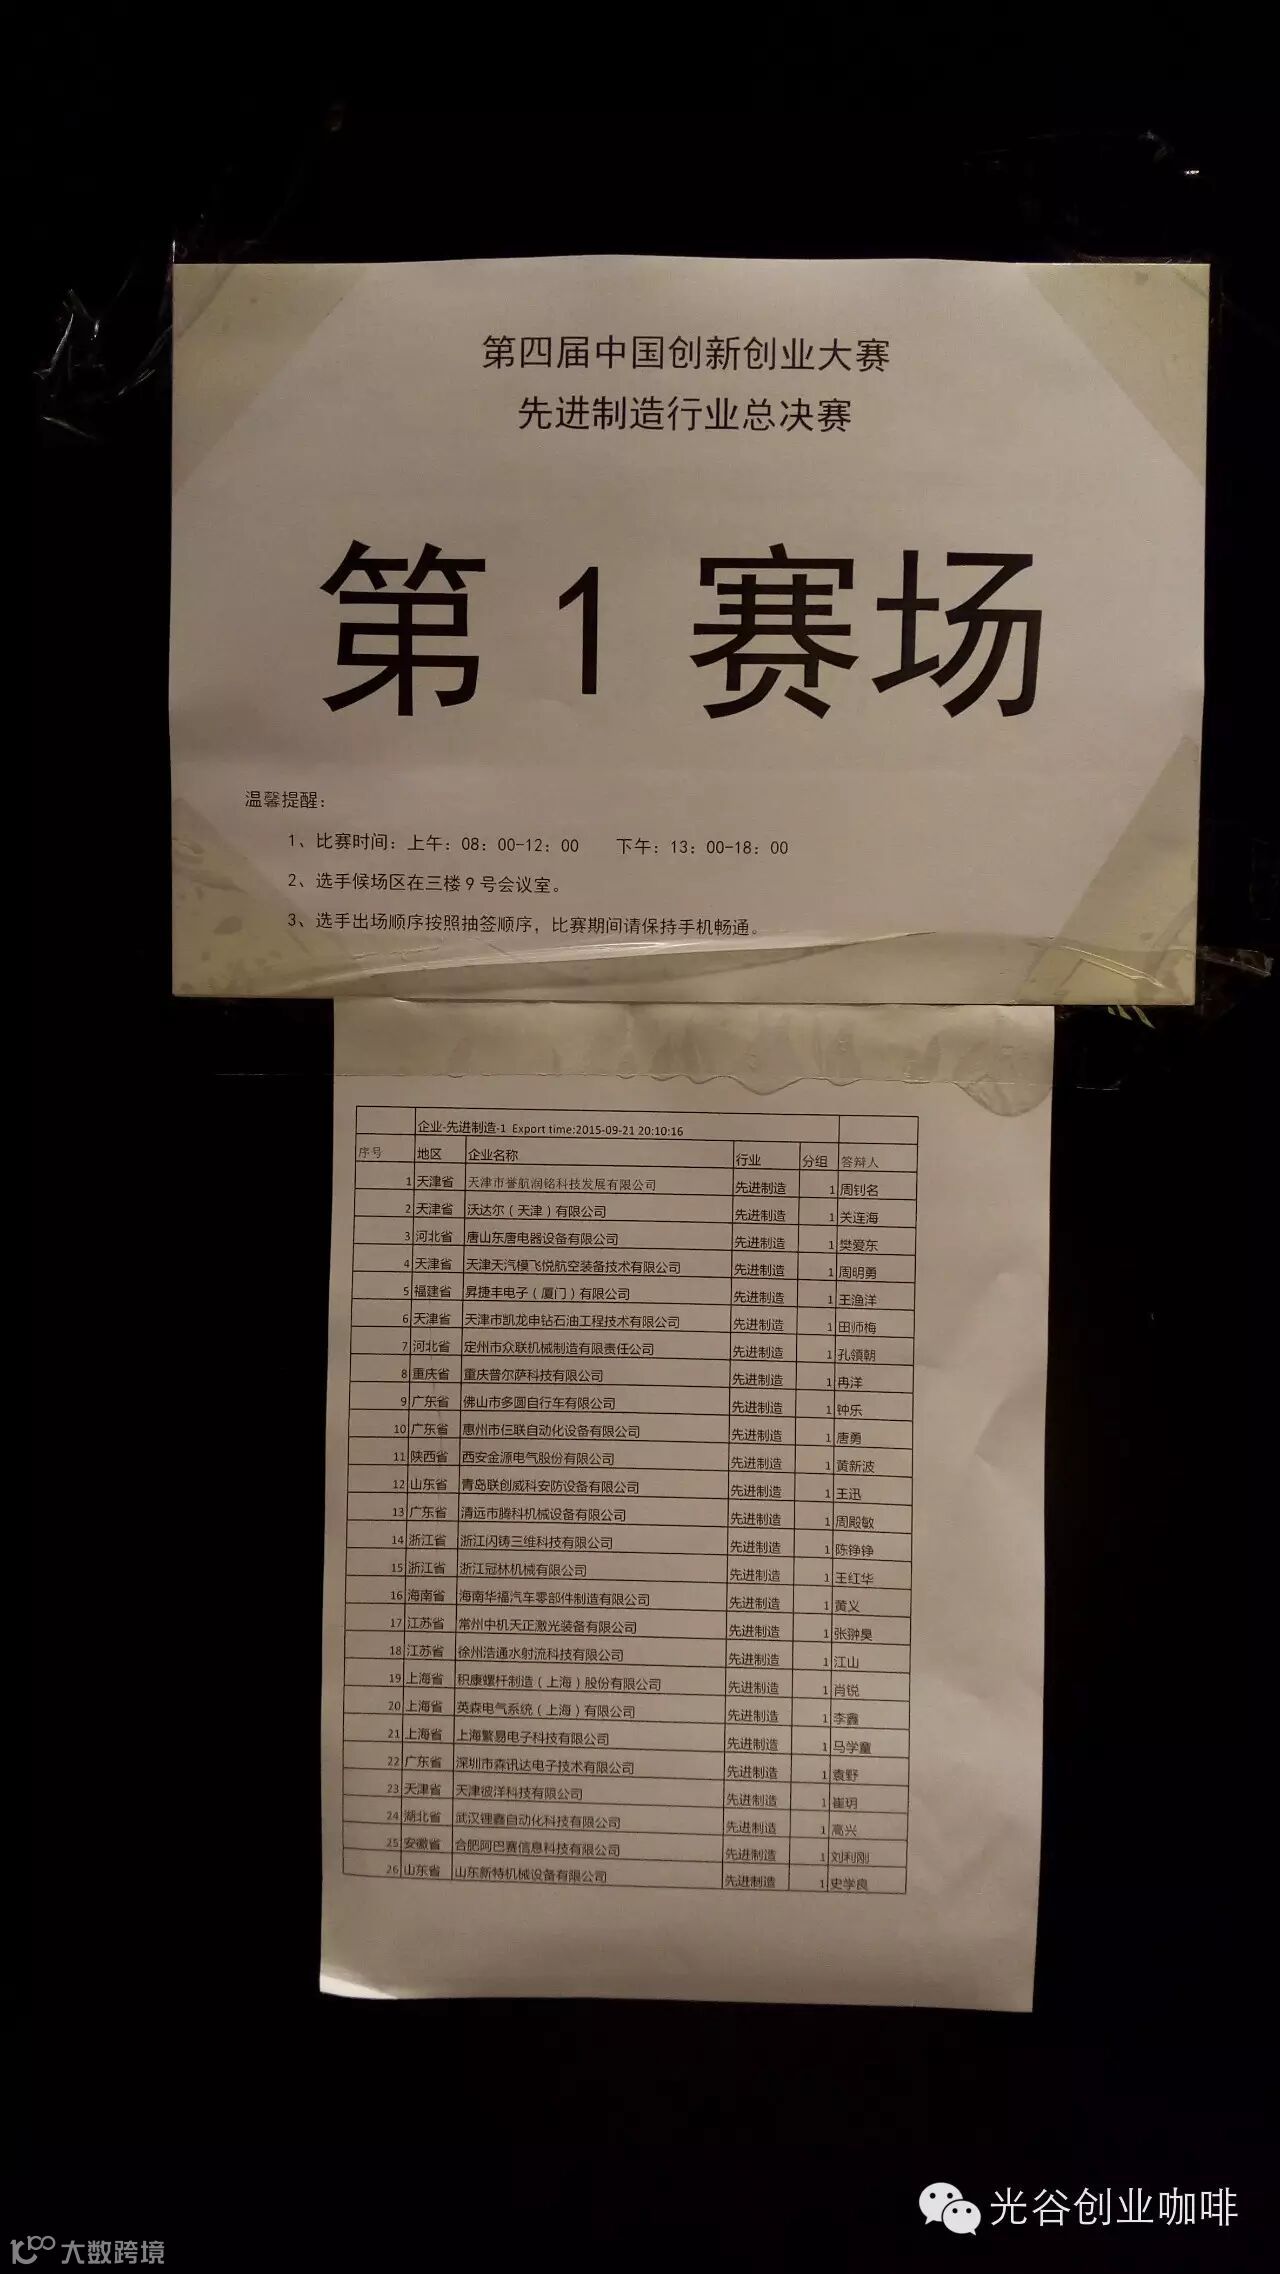 第四届中国创新创业大赛
先进制造行业总决赛
第 1 赛场
温馨提醒：
1、比赛时间：上午：08：00-12：00 下午：13：00-18：00
2、选手候场区在三楼9号会议室。
3、选手出场顺序按照抽签顺序，比赛期间请保持手机畅通。
企业-先进制造-1 Export time:2015-09-21 20:10:16
序号 地区 企业名称 行业 分组 答辩人
1 天津省 天津市誉航润铭科技发展有限公司 先进制造 1 周钊名
2 天津省 沃达尔（天津）有限公司 先进制造 1 关连海
3 河北省 唐山东唐电器设备有限公司 先进制造 1 樊爱东
4 天津省 天津天汽模飞悦航空装备技术有限公司 先进制造 1 周明勇
5 福建省 昇捷丰电子（厦门）有限公司 先进制造 1 王渔洋
6 天津省 天津市凯龙申钻石油工程技术有限公司 先进制造 1 田师梅
7 河北省 定州市众联机械制造有限责任公司 先进制造 1 孔領朝
8 重庆省 重庆普尔萨科技有限公司 先进制造 1 冉洋
9 广东省 佛山市多圆自行车有限公司 先进制造 1 钟乐
10 广东省 惠州市仨联自动化设备有限公司 先进制造 1 唐勇
11 陕西省 西安金源电气股份有限公司 先进制造 1 黄新波
12 山东省 青岛联创威科安防设备有限公司 先进制造 1 王迅
13 广东省 清远市腾科机械设备有限公司 先进制造 1 周殿敏
14 浙江省 浙江闪铸三维科技有限公司 先进制造 1 陈铮铮
15 浙江省 浙江冠林机械有限公司 先进制造 1 王红华
16 海南省 海南华福汽车零部件制造有限公司 先进制造 1 黄义
17 江苏省 常州中机天正激光装备有限公司 先进制造 1 张翀昊
18 江苏省 徐州浩通水射流科技有限公司 先进制造 1 江山
19 上海省 积康螺杆制造（上海）股份有限公司 先进制造 1 肖锐
20 上海省 英森电气系统（上海）有限公司 先进制造 1 李鑫
21 上海省 上海繁易电子科技有限公司 先进制造 1 马学童
22 广东省 深圳市森讯达电子技术有限公司 先进制造 1 袁野
23 天津省 天津彼洋科技有限公司 先进制造 1 崔玥
24 湖北省 武汉锂鑫自动化科技有限公司 先进制造 1 高兴
25 安徽省 合肥阿巴赛信息科技有限公司 先进制造 1 刘利刚
26 山东省 山东新特机械设备有限公司 先进制造 1 史学良
光谷创业咖啡
大数跨境